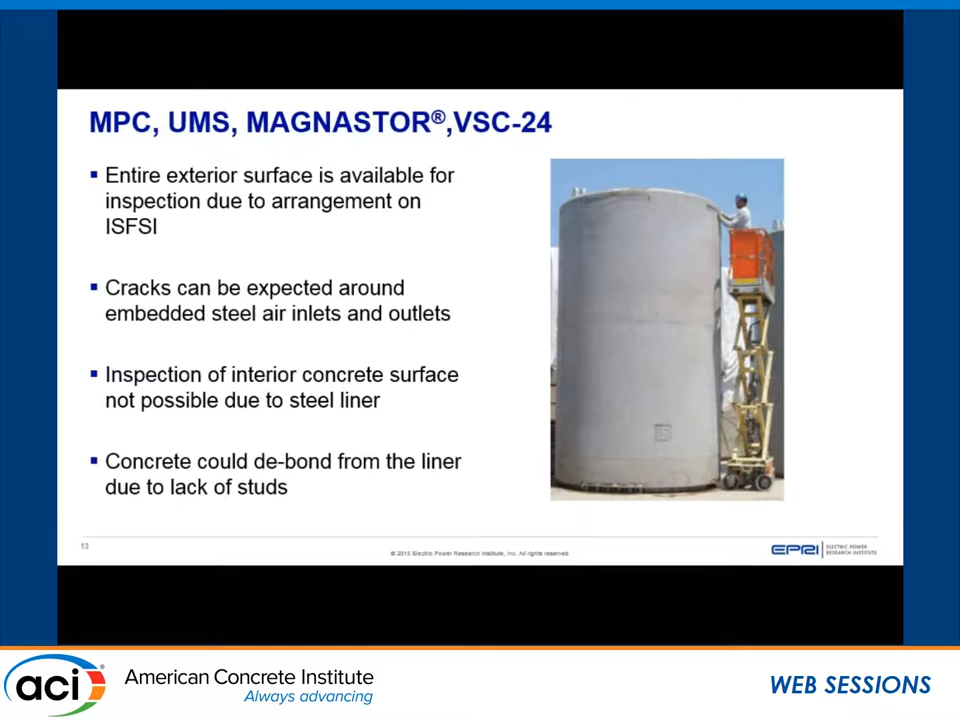 MPC, UMS, MAGNASTOR®,VSC-24
▪ Entire exterior surface is available for
inspection due to arrangement on
ISFSI
▪ Cracks can be expected around
embedded steel air inlets and outlets
▪ Inspection of interior concrete surface
not possible due to steel liner
▪ Concrete could de-bond from the liner
due to lack of studs
13
© 2015 Electric Power Research Institute, Inc. All rights reserved.
EPRI
ELECTRIC POWER
RESEARCH INSTITUTE
aci®
American Concrete Institute
Always advancing
WEB SESSIONS